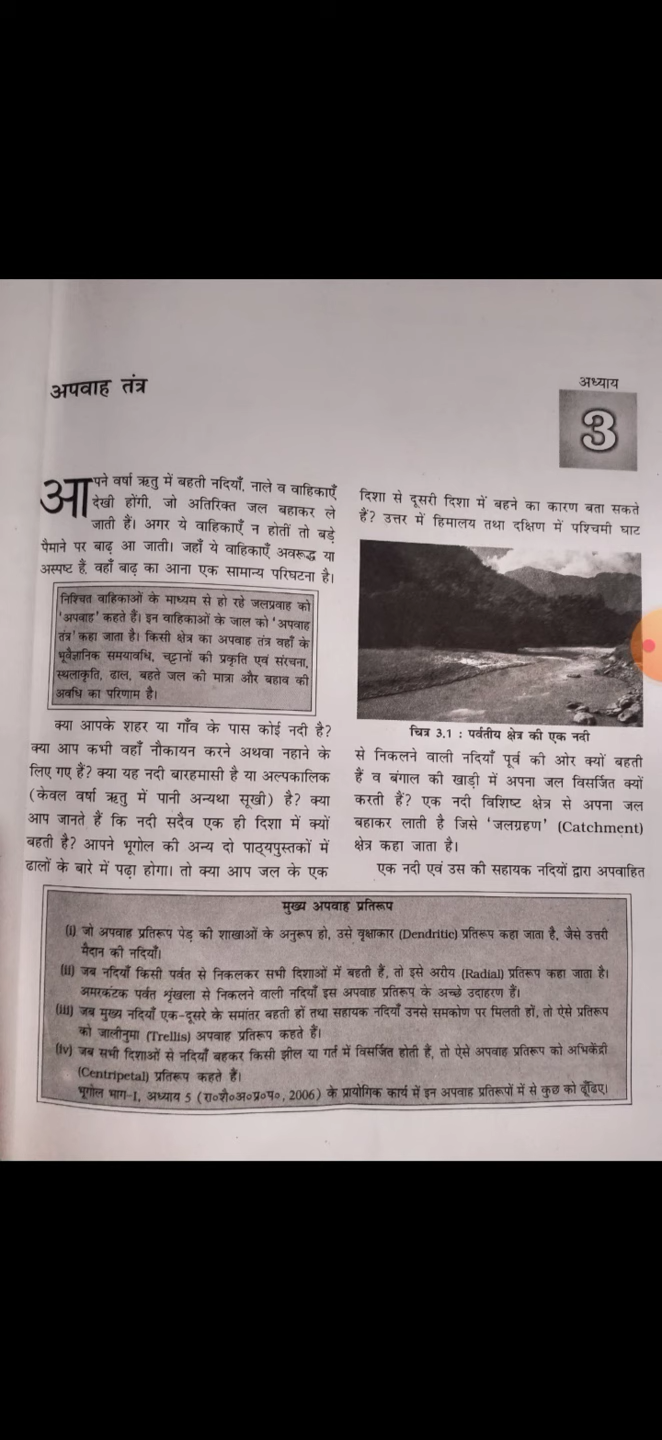 अपवाह तंत्र
अध्याय
3
आपने वर्षा ऋतु में बहती नदियाँ, नाले व वाहिकाएँ
देखी होंगी, जो अतिरिक्त जल बहाकर ले
जाती हैं। अगर ये वाहिकाएँ न होतीं तो बड़े
पैमाने पर बाढ़ आ जाती। जहाँ ये वाहिकाएँ अवरूद्ध या
अस्पष्ट हैं, वहाँ बाढ़ का आना एक सामान्य परिघटना है।
निश्चित वाहिकाओं के माध्यम से हो रहे जलप्रवाह को
'अपवाह' कहते हैं। इन वाहिकाओं के जाल को 'अपवाह
तंत्र' कहा जाता है। किसी क्षेत्र का अपवाह तंत्र वहाँ के
भूवैज्ञानिक समयावधि, चट्टानों की प्रकृति एवं संरचना,
स्थलाकृति, ढाल, बहते जल की मात्रा और बहाव की
अवधि का परिणाम है।
क्या आपके शहर या गाँव के पास कोई नदी है?
क्या आप कभी वहाँ नौकायन करने अथवा नहाने के
लिए गए हैं? क्या यह नदी बारहमासी है या अल्पकालिक
(केवल वर्षा ऋतु में पानी अन्यथा सूखी) है? क्या
आप जानते हैं कि नदी सदैव एक ही दिशा में क्यों
बहती है? आपने भूगोल की अन्य दो पाठ्यपुस्तकों में
ढालों के बारे में पढ़ा होगा। तो क्या आप जल के एक
दिशा से दूसरी दिशा में बहने का कारण बता सकते
हैं? उत्तर में हिमालय तथा दक्षिण में पश्चिमी घाट
चित्र 3.1 : पर्वतीय क्षेत्र की एक नदी
से निकलने वाली नदियाँ पूर्व की ओर क्यों बहती
हैं व बंगाल की खाड़ी में अपना जल विसर्जित क्यों
करती हैं? एक नदी विशिष्ट क्षेत्र से अपना जल
बहाकर लाती है जिसे 'जलग्रहण' (Catchment)
क्षेत्र कहा जाता है।
एक नदी एवं उस की सहायक नदियों द्वारा अपवाहित
मुख्य अपवाह प्रतिरूप
(i) जो अपवाह प्रतिरूप पेड़ की शाखाओं के अनुरूप हो, उसे वृक्षाकार (Dendritic) प्रतिरूप कहा जाता है, जैसे उत्तरी
मैदान की नदियाँ।
(ii) जब नदियाँ किसी पर्वत से निकलकर सभी दिशाओं में बहती हैं, तो इसे अरीय (Radial) प्रतिरूप कहा जाता है।
अमरकंटक पर्वत शृंखला से निकलने वाली नदियाँ इस अपवाह प्रतिरूप के अच्छे उदाहरण हैं।
(iii) जब मुख्य नदियाँ एक-दूसरे के समांतर बहती हों तथा सहायक नदियाँ उनसे समकोण पर मिलती हों, तो ऐसे प्रतिरूप
को जालीनुमा (Trellis) अपवाह प्रतिरूप कहते हैं।
(iv) जब सभी दिशाओं से नदियाँ बहकर किसी झील या गर्त में विसर्जित होती हैं, तो ऐसे अपवाह प्रतिरूप को अभिकेंद्री
(Centripetal) प्रतिरूप कहते हैं।
भूगोल भाग-I, अध्याय 5 (रा०शै०अ०प्र०प०, 2006) के प्रायोगिक कार्य में इन अपवाह प्रतिरूपों में से कुछ को ढूँढिए।